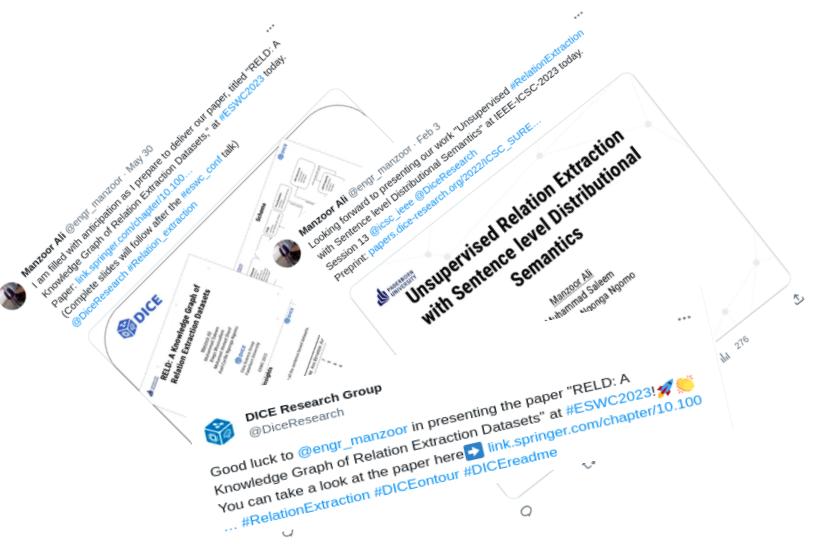 Manzoor Ali @engr_manzoor · May 30
I am filled with anticipation as I prepare to deliver our paper, titled "RELD: A
Knowledge Graph of Relation Extraction Datasets," at #ESWC2023 today.
Paper: link.springer.com/chapter/10.100…
(Complete slides will follow after the #eswc_conf talk)
@DiceResearch #Relation_extraction
DICE
RELD: A Knowledge Graph of
Relation Extraction Datasets
Schema
Manzoor Ali @engr_manzoor · Feb 3
Looking forward to presenting our work "Unsupervised #RelationExtraction
with Sentence level Distributional Semantics" at IEEE-ICSC-2023 today.
Session 13 @icsc_ieee @DiceResearch
Preprint: papers.dice-research.org/2022/ICSC_SURE…
PADERBORN
UNIVERSITY
Unsupervised Relation Extraction
with Sentence level Distributional
Semantics
Manzoor Ali
Muhammad Saleem
Ngonga Ngomo
276
DICE Research Group
@DiceResearch
Good luck to @engr_manzoor in presenting the paper "RELD: A
Knowledge Graph of Relation Extraction Datasets" at #ESWC2023!🚀👏
You can take a look at the paper here➡️ link.springer.com/chapter/10.100
… #RelationExtraction #DICEontour #DICEreadme